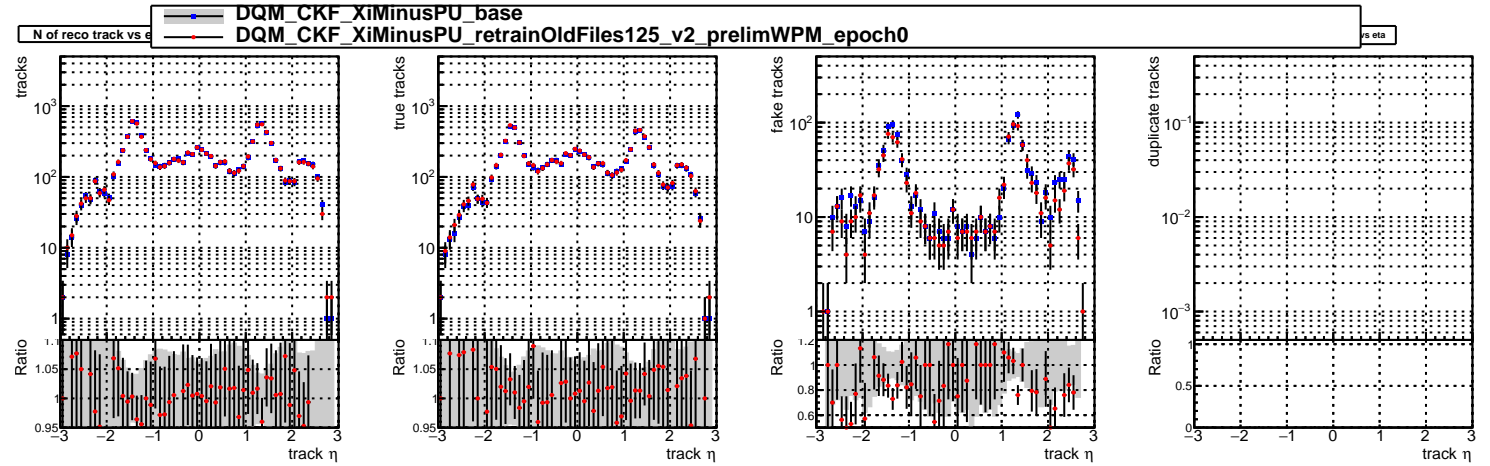 DQM_CKF_XiMinusPU_base
DQM_CKF_XiMinusPU_retrainOldFiles125_v2_prelimWPM_epoch0
N of reco track vs e
vs eta
tracks
10³
10²
10
1
Ratio
1.1
1.05
1
0.95
−3 −2 −1 0 1 2 3
track η
true tracks
10³
10²
10
1
Ratio
1.1
1.05
1
0.95
−3 −2 −1 0 1 2 3
track η
fake tracks
10²
10
1
Ratio
1.2
1
0.8
0.6
−3 −2 −1 0 1 2 3
track η
duplicate tracks
10⁻¹
10⁻²
10⁻³
Ratio
1
0.5
0
−3 −2 −1 0 1 2 3
track η